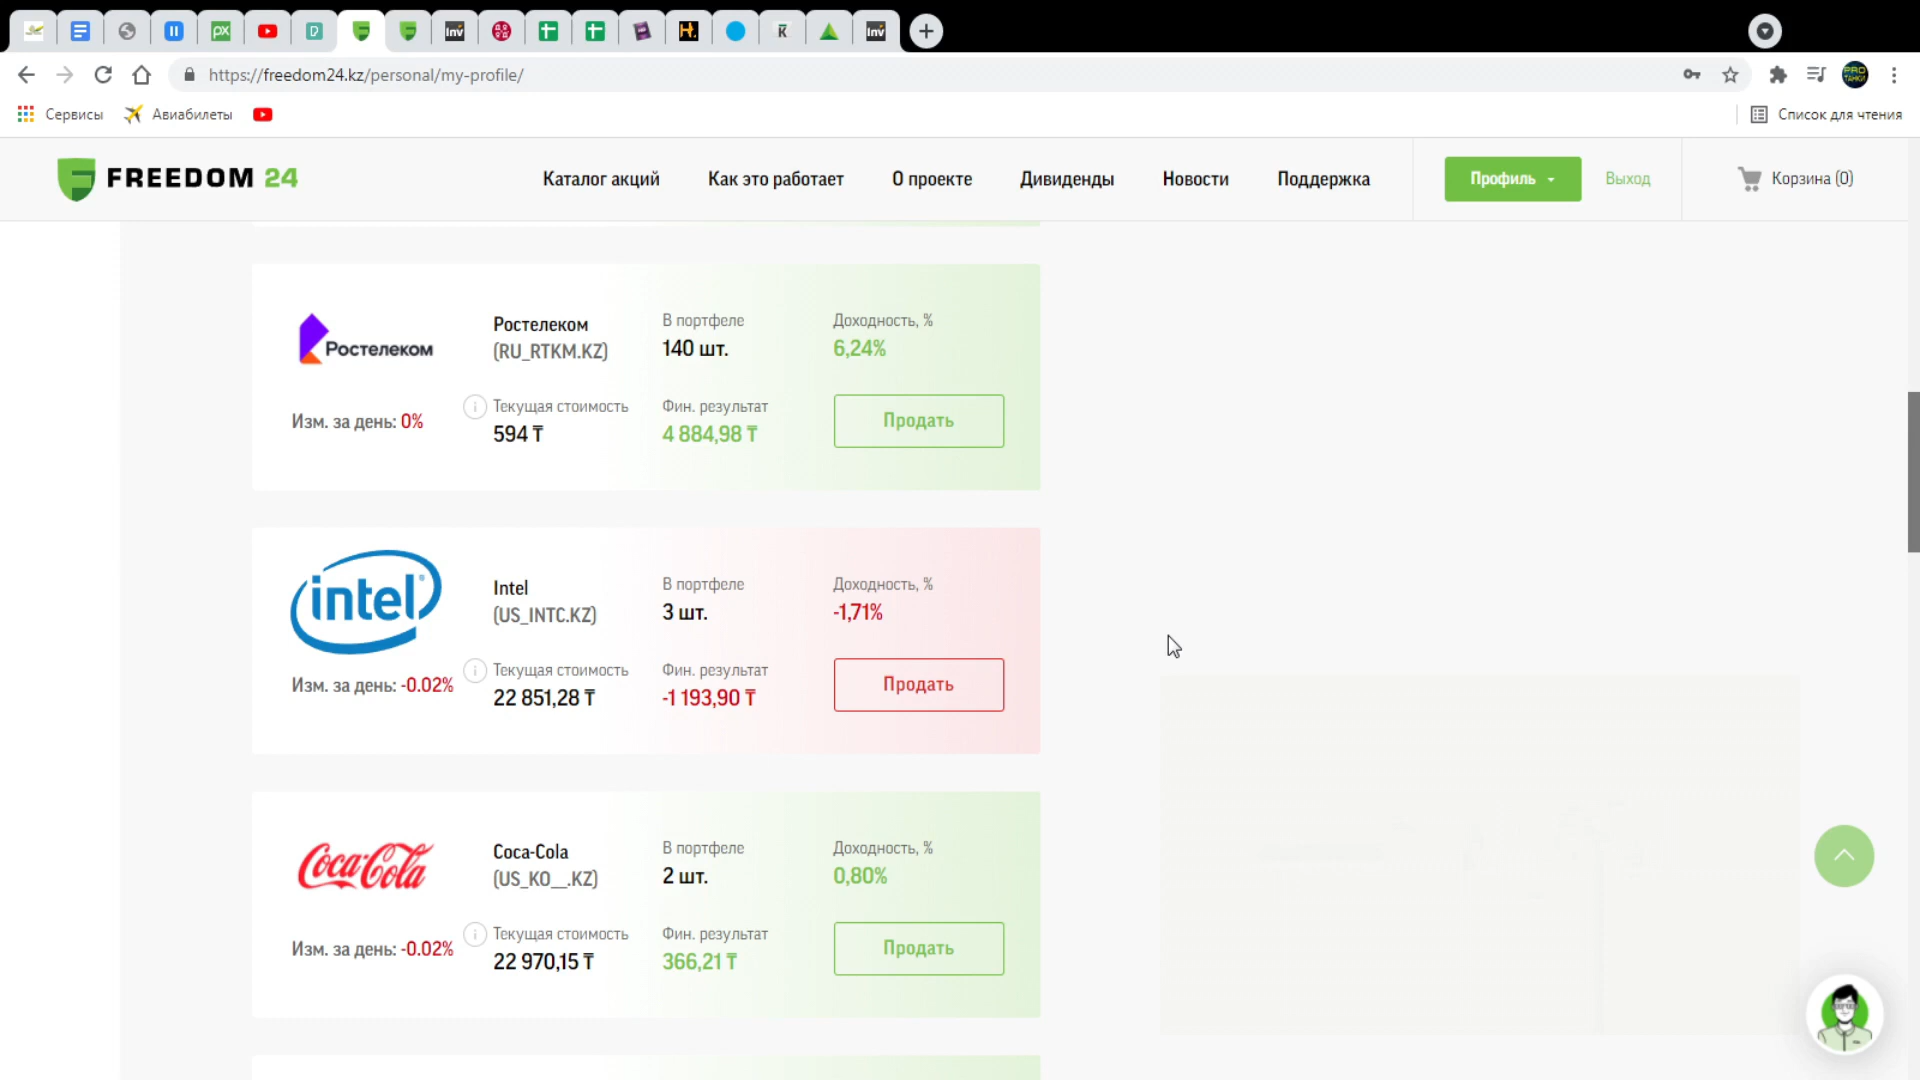 https://freedom24.kz/personal/my-profile/
Сервисы
Авиабилеты
Список для чтения
FREEDOM 24
Каталог акций
Как это работает
О проекте
Дивиденды
Новости
Поддержка
Профиль
Выход
Корзина (0)
Ростелеком
Ростелеком
(RU_RTKM.KZ)
В портфеле
140 шт.
Доходность, %
6,24%
Изм. за день: 0%
Текущая стоимость
594 ₸
Фин. результат
4 884,98 ₸
Продать
intel
Intel
(US_INTC.KZ)
В портфеле
3 шт.
Доходность, %
-1,71%
Изм. за день: -0.02%
Текущая стоимость
22 851,28 ₸
Фин. результат
-1 193,90 ₸
Продать
Coca-Cola
Coca-Cola
(US_KO__.KZ)
В портфеле
2 шт.
Доходность, %
0,80%
Изм. за день: -0.02%
Текущая стоимость
22 970,15 ₸
Фин. результат
366,21 ₸
Продать